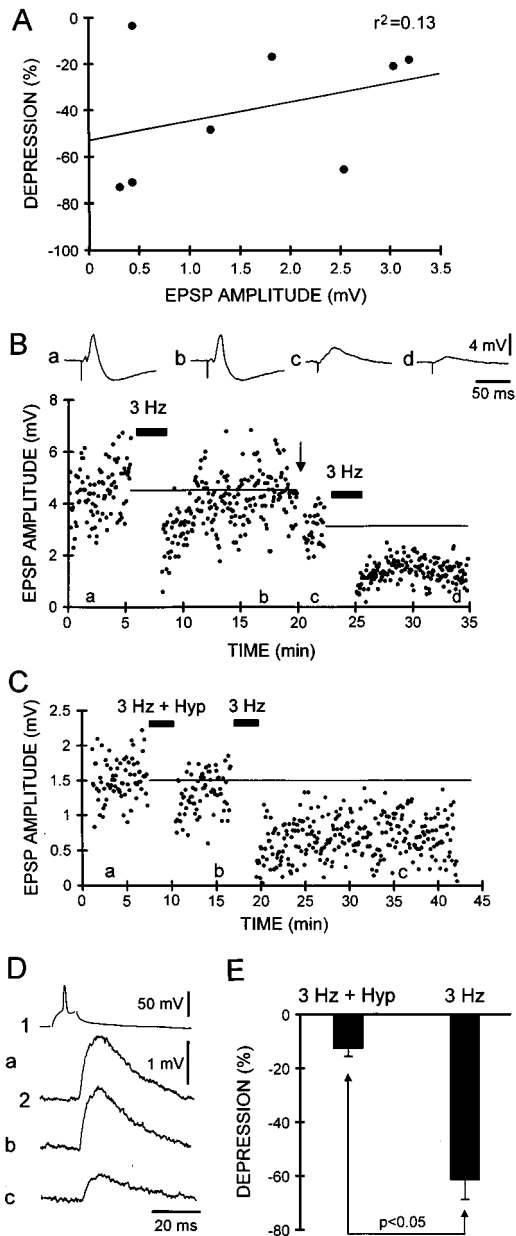 A
r²=0.13
DEPRESSION (%)
0
-20
-40
-60
-80
-100
0 0.5 1.0 1.5 2.0 2.5 3.0 3.5
EPSP AMPLITUDE (mV)
B
a b c d
4 mV
50 ms
EPSP AMPLITUDE (mV)
8
6
4
2
0
3 Hz
3 Hz
a b c d
0 5 10 15 20 25 30 35
TIME (min)
C
EPSP AMPLITUDE (mV)
2.5
2
1.5
1
0.5
0
3 Hz + Hyp 3 Hz
a b c
0 5 10 15 20 25 30 35 40 45
TIME (min)
D
50 mV
1
a
1 mV
2
b
c
20 ms
E
3 Hz + Hyp 3 Hz
DEPRESSION (%)
0
-20
-40
-60
-80
p<0.05